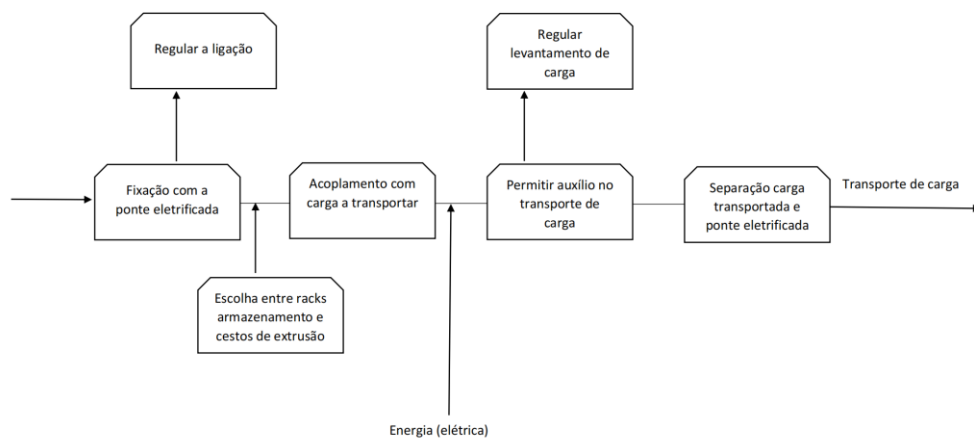 Regular a ligação
Regular
levantamento de
carga
Fixação com a
ponte eletrificada
Acoplamento com
carga a transportar
Permitir auxílio no
transporte de
carga
Separação carga
transportada e
ponte eletrificada
Transporte de carga
Escolha entre racks
armazenamento e
cestos de extrusão
Energia (elétrica)